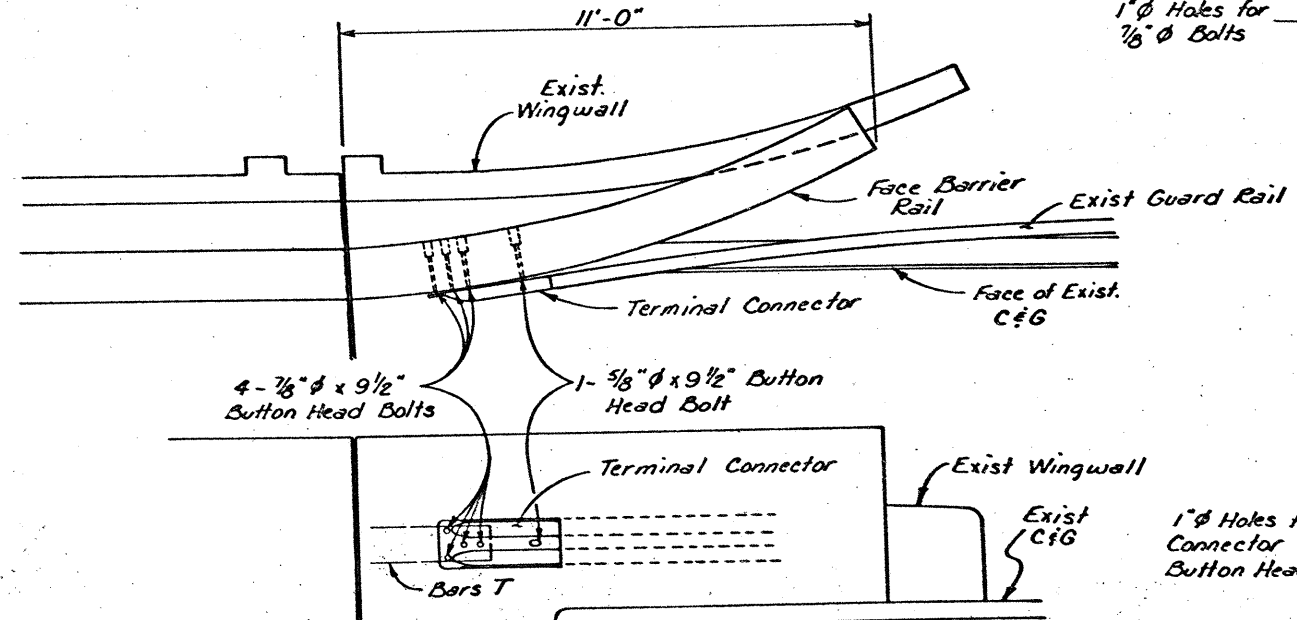 11'-0"
1"Ø Holes for
7/8" Ø Bolts
Exist.
Wingwall
Face Barrier
Rail
Exist Guard Rail
Terminal Connector
Face of Exist.
C&G
4 - 7/8" Ø x 9 1/2"
Button Head Bolts
1 - 5/8" Ø x 9 1/2" Button
Head Bolt
Terminal Connector
Exist Wingwall
Exist
C&G
1"Ø Holes
Connector
Button Hea
Bars T